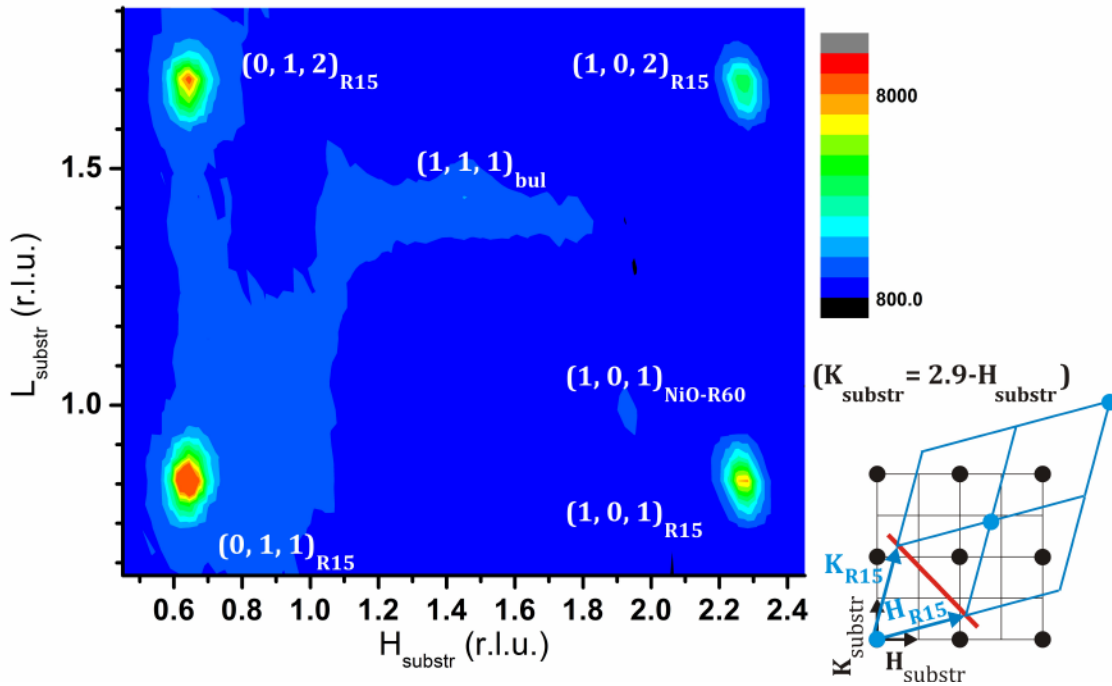 (0, 1, 2)R15
(1, 0, 2)R15
(1, 1, 1)bul
(1, 0, 1)NiO-R60
(1, 0, 1)R15
(0, 1, 1)R15
1.5
1.0
Lsubstr (r.l.u.)
0.6 0.8 1.0 1.2 1.4 1.6 1.8 2.0 2.2 2.4
Hsubstr (r.l.u.)
8000
800.0
(Ksubstr = 2.9-Hsubstr)
KR15
HR15
Ksubstr
Hsubstr